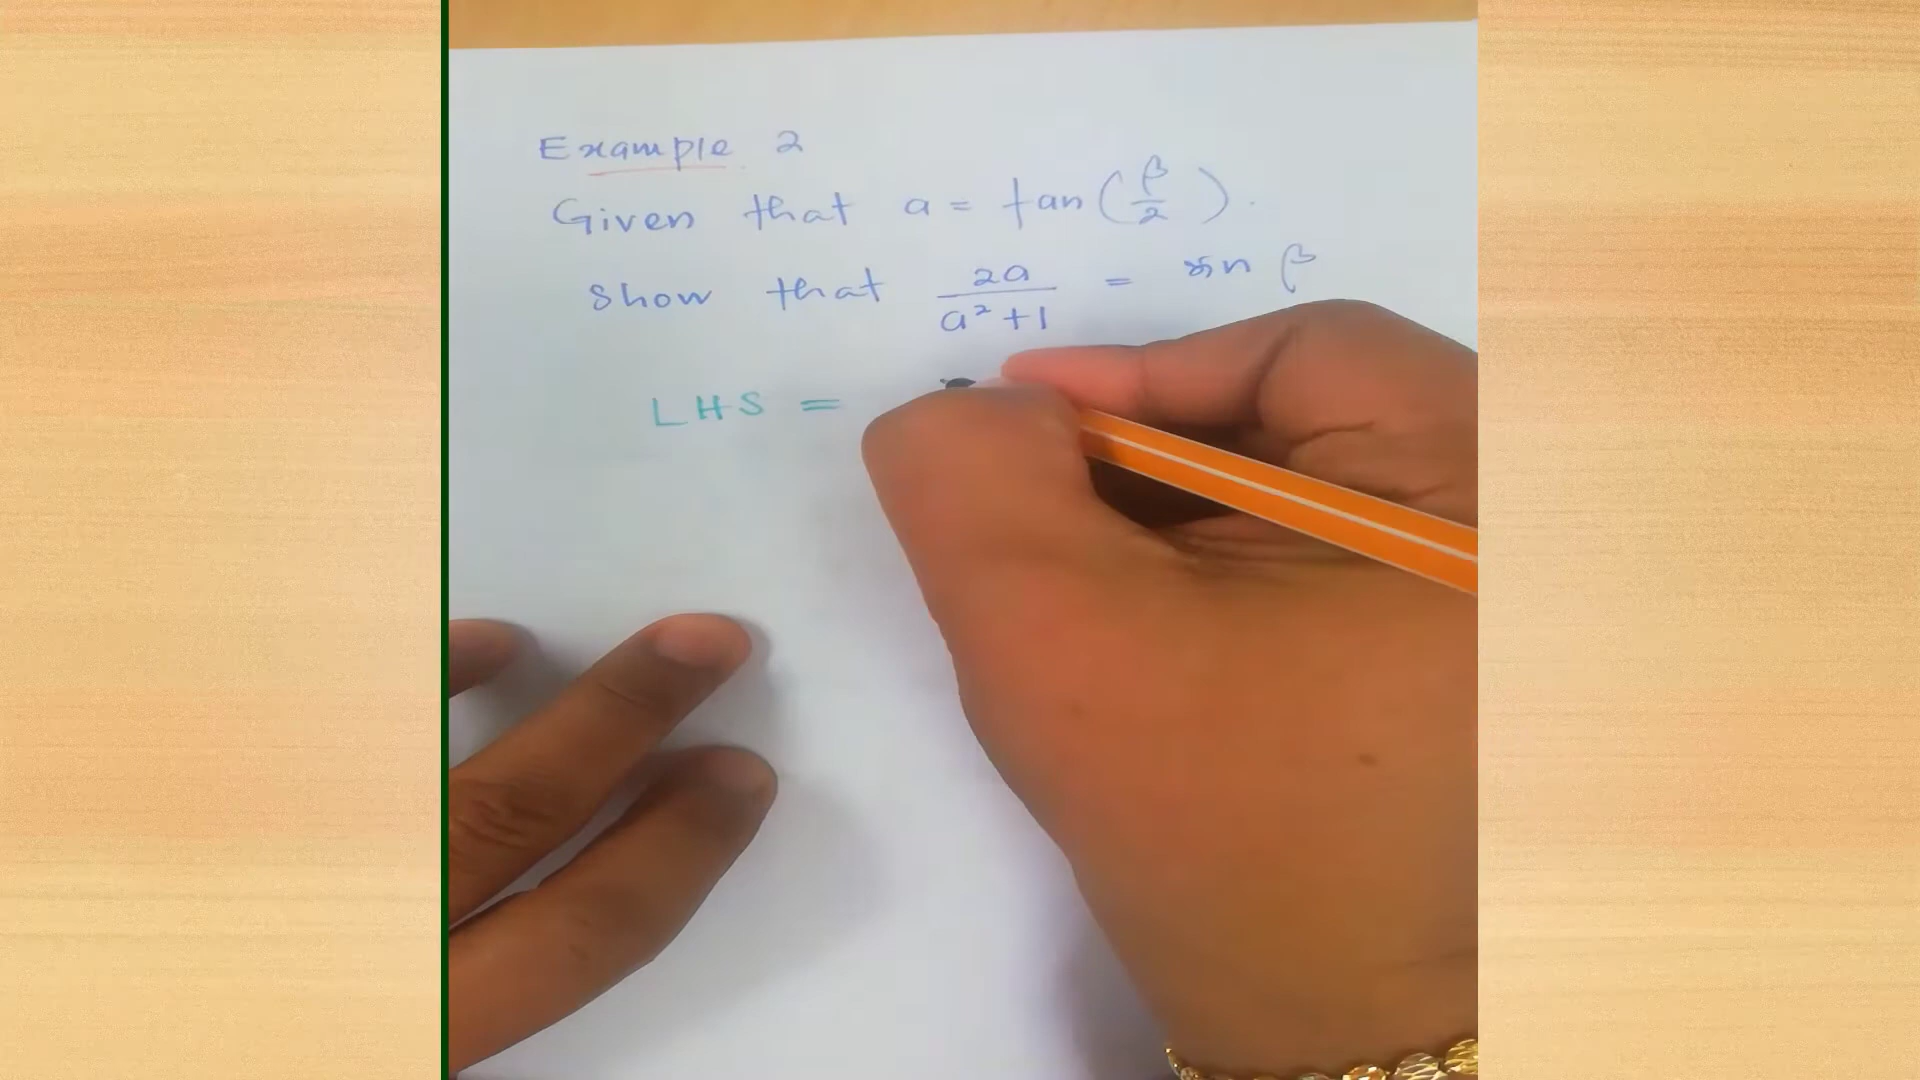 Example 2
Given that a = tan(β/2).
Show that 2a/(a²+1) = sin β
LHS =